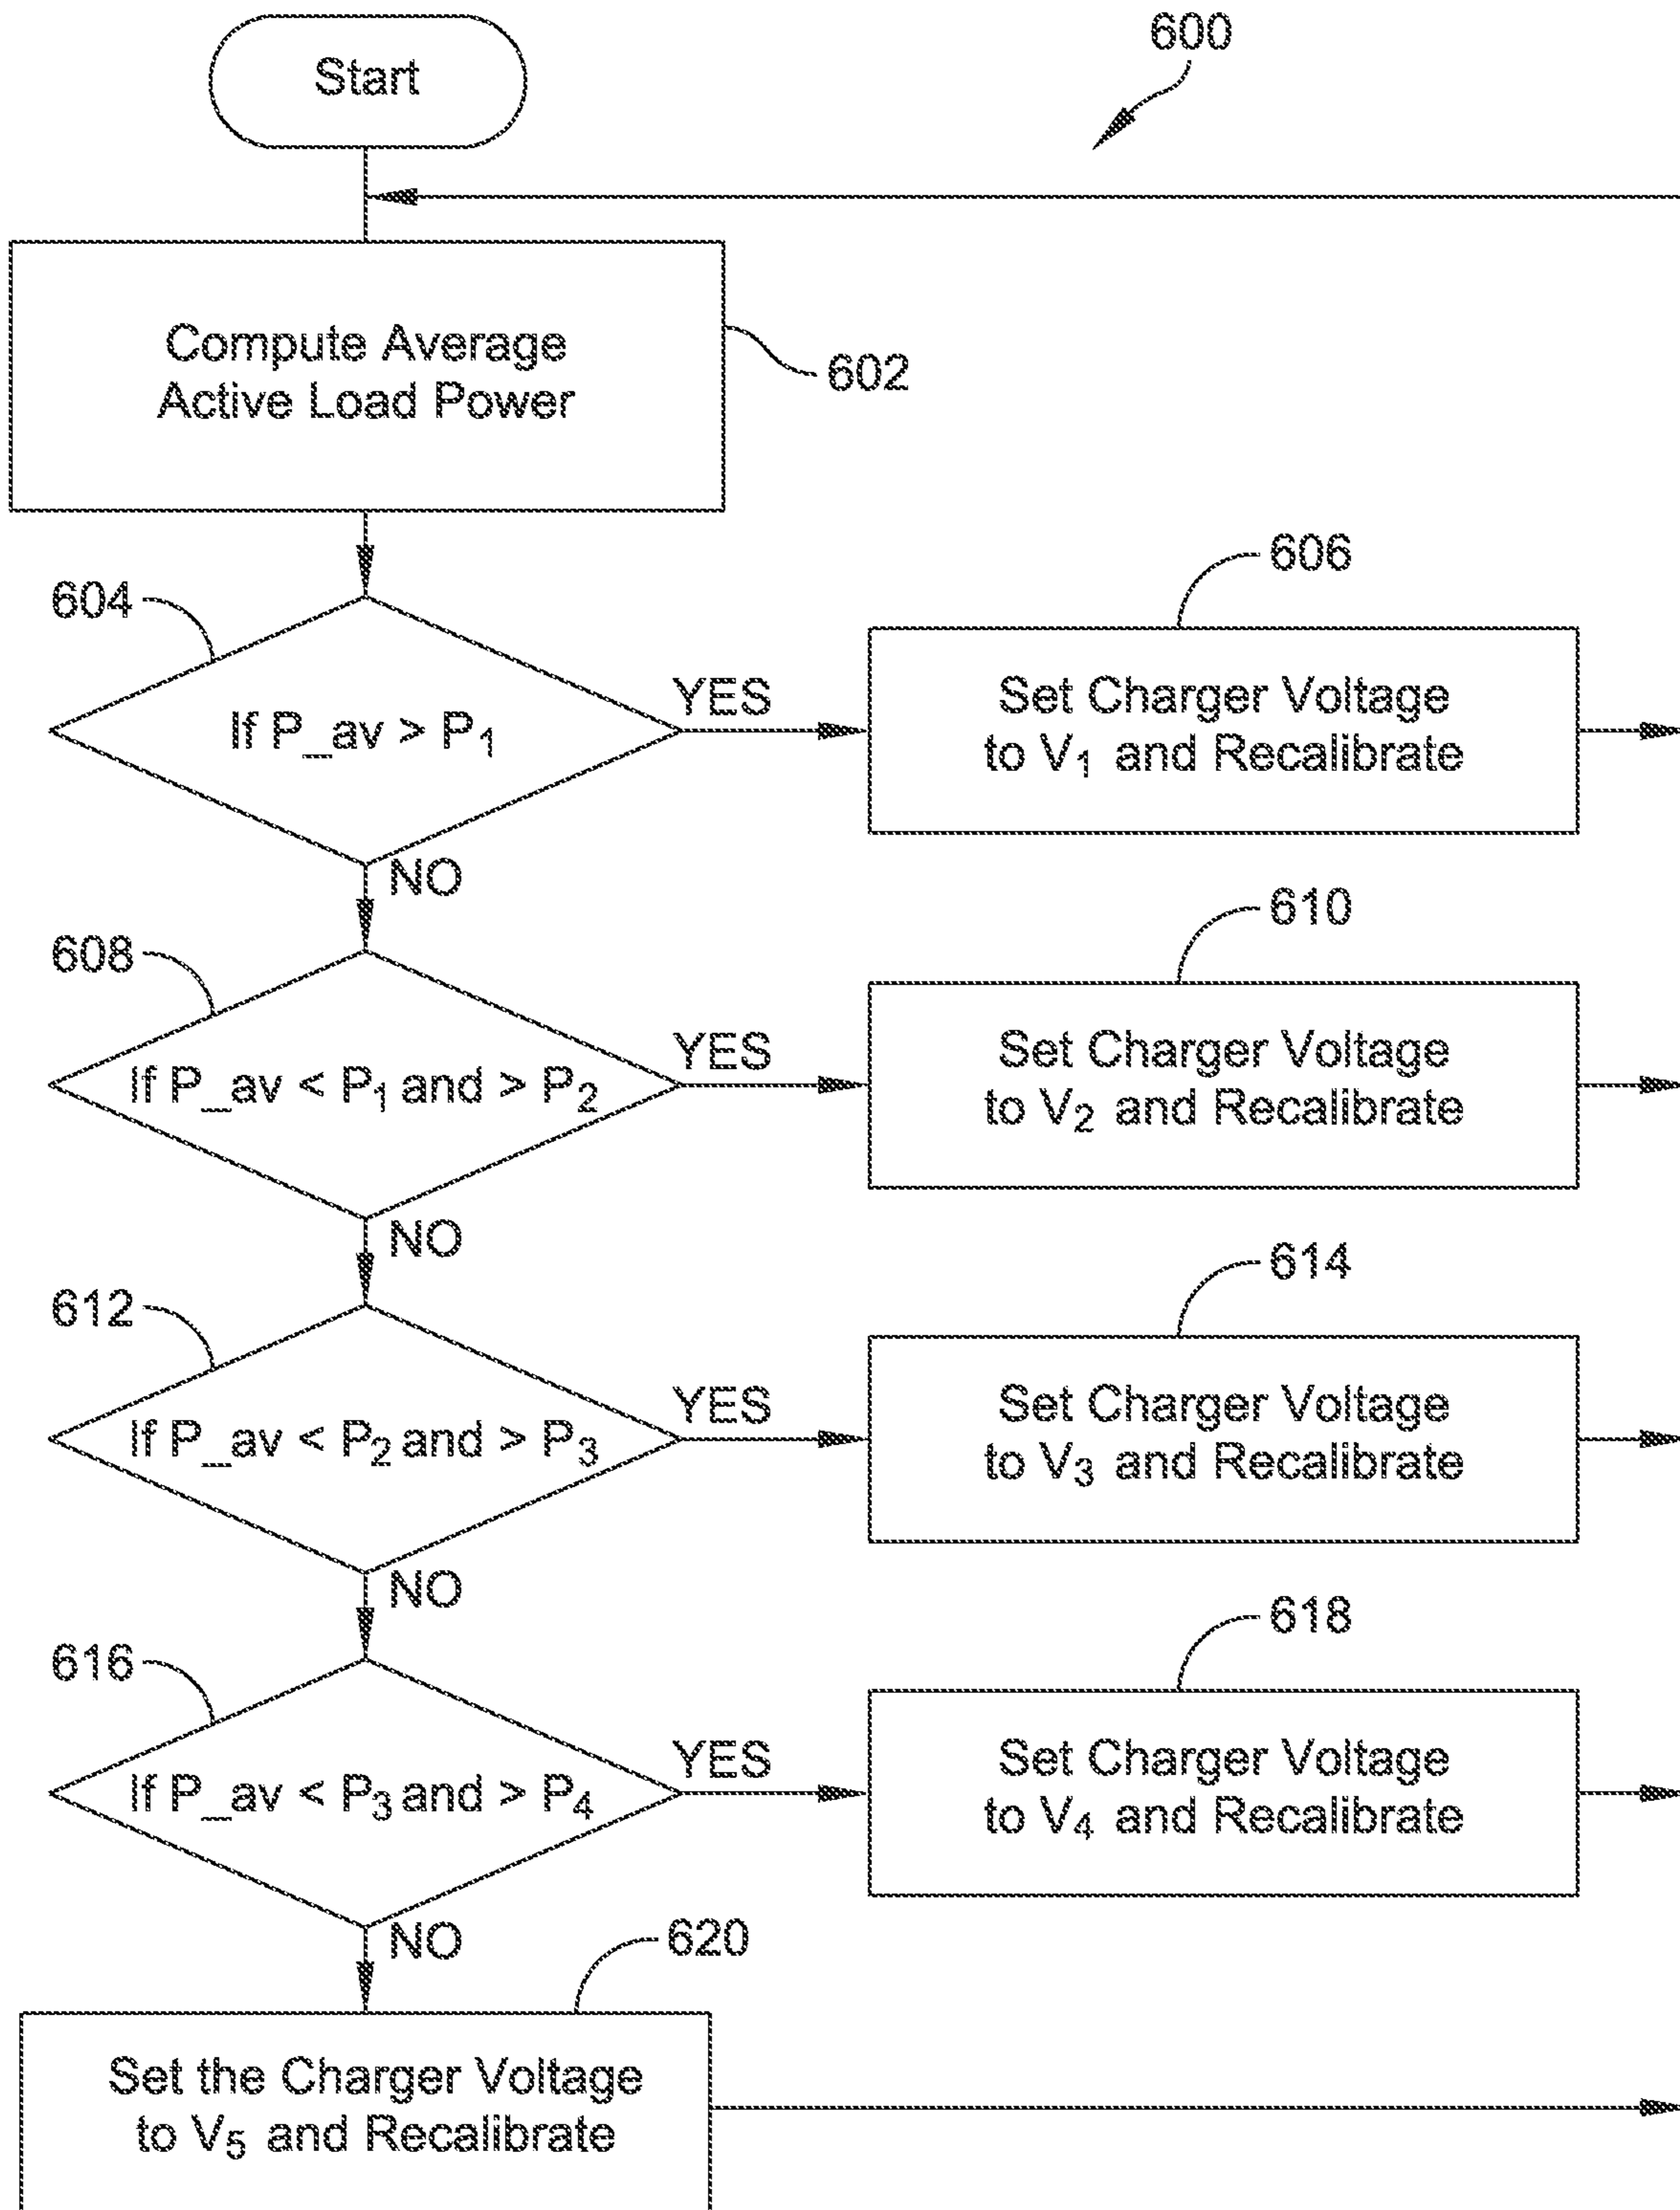 600
Start
Compute Average
Active Load Power
602
604
If P_av > P₁
YES
606
Set Charger Voltage
to V₁ and Recalibrate
NO
608
If P_av < P₁ and > P₂
YES
610
Set Charger Voltage
to V₂ and Recalibrate
NO
612
If P_av < P₂ and > P₃
YES
614
Set Charger Voltage
to V₃ and Recalibrate
NO
616
If P_av < P₃ and > P₄
YES
618
Set Charger Voltage
to V₄ and Recalibrate
NO
620
Set the Charger Voltage
to V₅ and Recalibrate